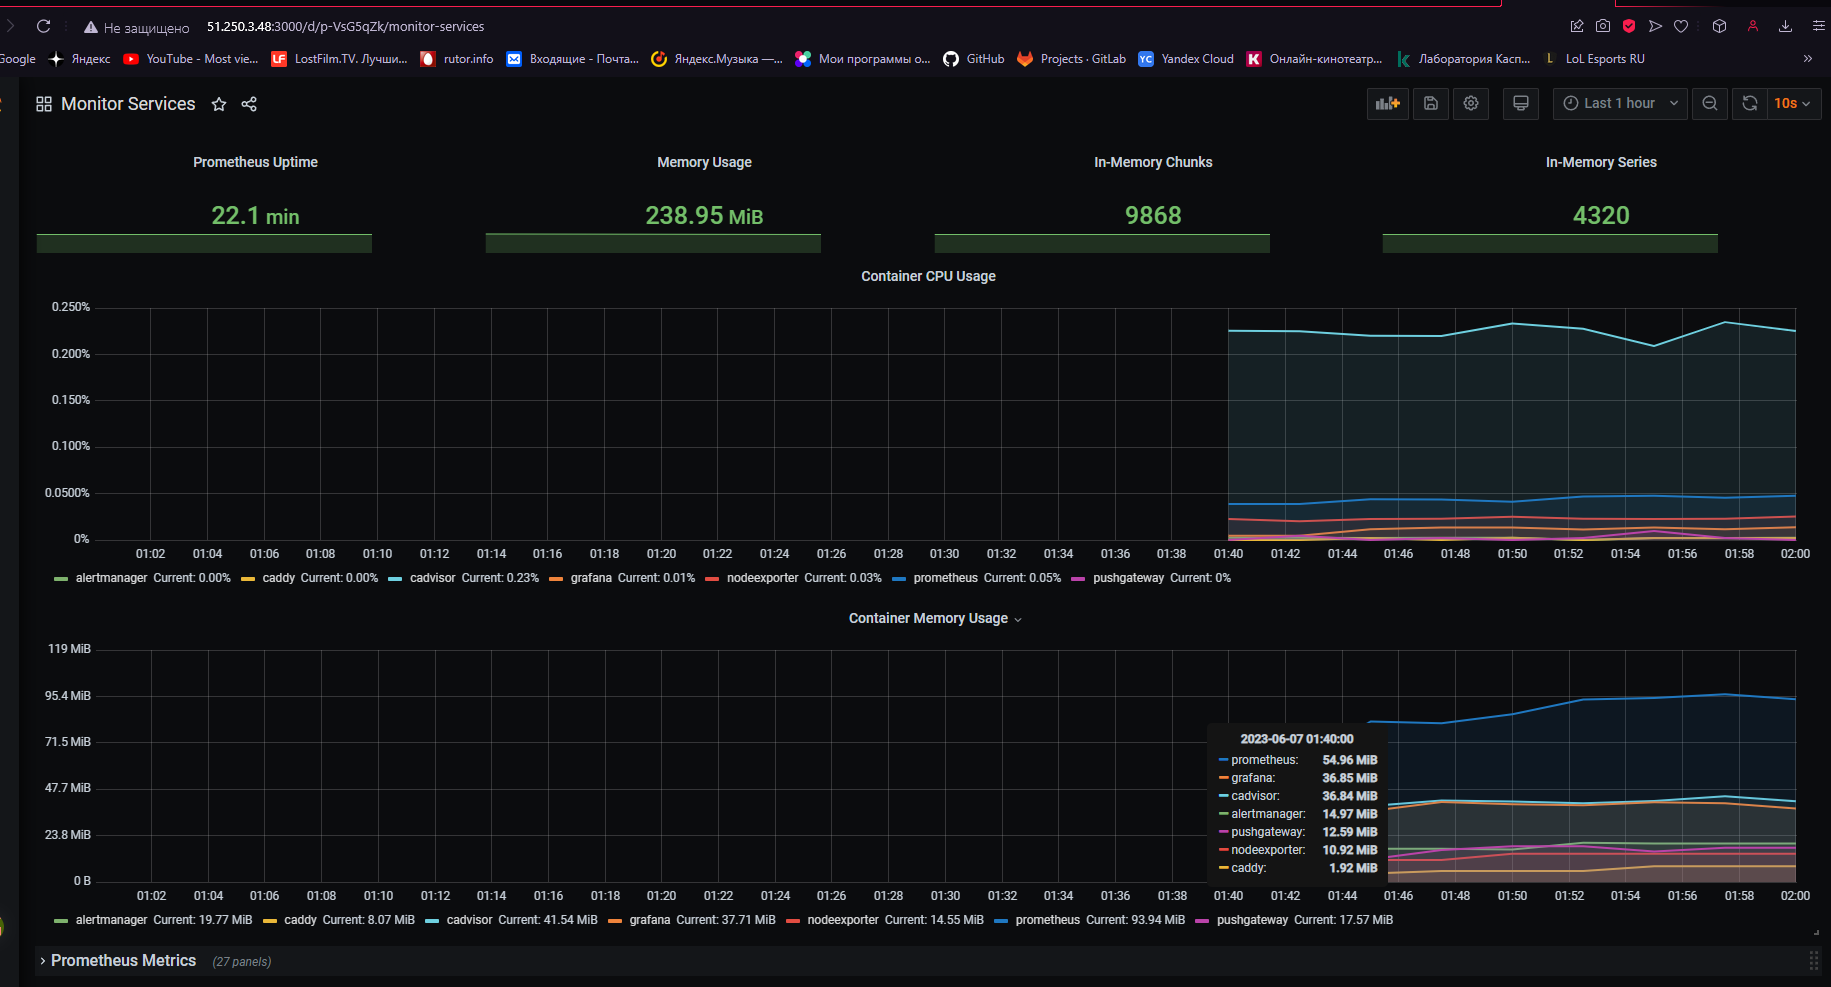 Не защищено 51.250.3.48:3000/d/p-VsG5qZk/monitor-services
Google Яндекс YouTube - Most vie... LF LostFilm.TV. Лучши... rutor.info Входящие - Почта... Яндекс.Музыка —... Мои программы о... GitHub Projects · GitLab YC Yandex Cloud K Онлайн-кинотеатр... k Лаборатория Касп... L LoL Esports RU »
Monitor Services Last 1 hour 10s
Prometheus Uptime Memory Usage In-Memory Chunks In-Memory Series
22.1 min 238.95 MiB 9868 4320
Container CPU Usage
0.250%
0.200%
0.150%
0.100%
0.0500%
0%
01:02 01:04 01:06 01:08 01:10 01:12 01:14 01:16 01:18 01:20 01:22 01:24 01:26 01:28 01:30 01:32 01:34 01:36 01:38 01:40 01:42 01:44 01:46 01:48 01:50 01:52 01:54 01:56 01:58 02:00
alertmanager Current: 0.00% caddy Current: 0.00% cadvisor Current: 0.23% grafana Current: 0.01% nodeexporter Current: 0.03% prometheus Current: 0.05% pushgateway Current: 0%
Container Memory Usage
119 MiB
95.4 MiB
71.5 MiB
47.7 MiB
23.8 MiB
0 B
2023-06-07 01:40:00
prometheus: 54.96 MiB
grafana: 36.85 MiB
cadvisor: 36.84 MiB
alertmanager: 14.97 MiB
pushgateway: 12.59 MiB
nodeexporter: 10.92 MiB
caddy: 1.92 MiB
01:02 01:04 01:06 01:08 01:10 01:12 01:14 01:16 01:18 01:20 01:22 01:24 01:26 01:28 01:30 01:32 01:34 01:36 01:38 01:40 01:42 01:44 01:46 01:48 01:50 01:52 01:54 01:56 01:58 02:00
alertmanager Current: 19.77 MiB caddy Current: 8.07 MiB cadvisor Current: 41.54 MiB grafana Current: 37.71 MiB nodeexporter Current: 14.55 MiB prometheus Current: 93.94 MiB pushgateway Current: 17.57 MiB
Prometheus Metrics (27 panels)